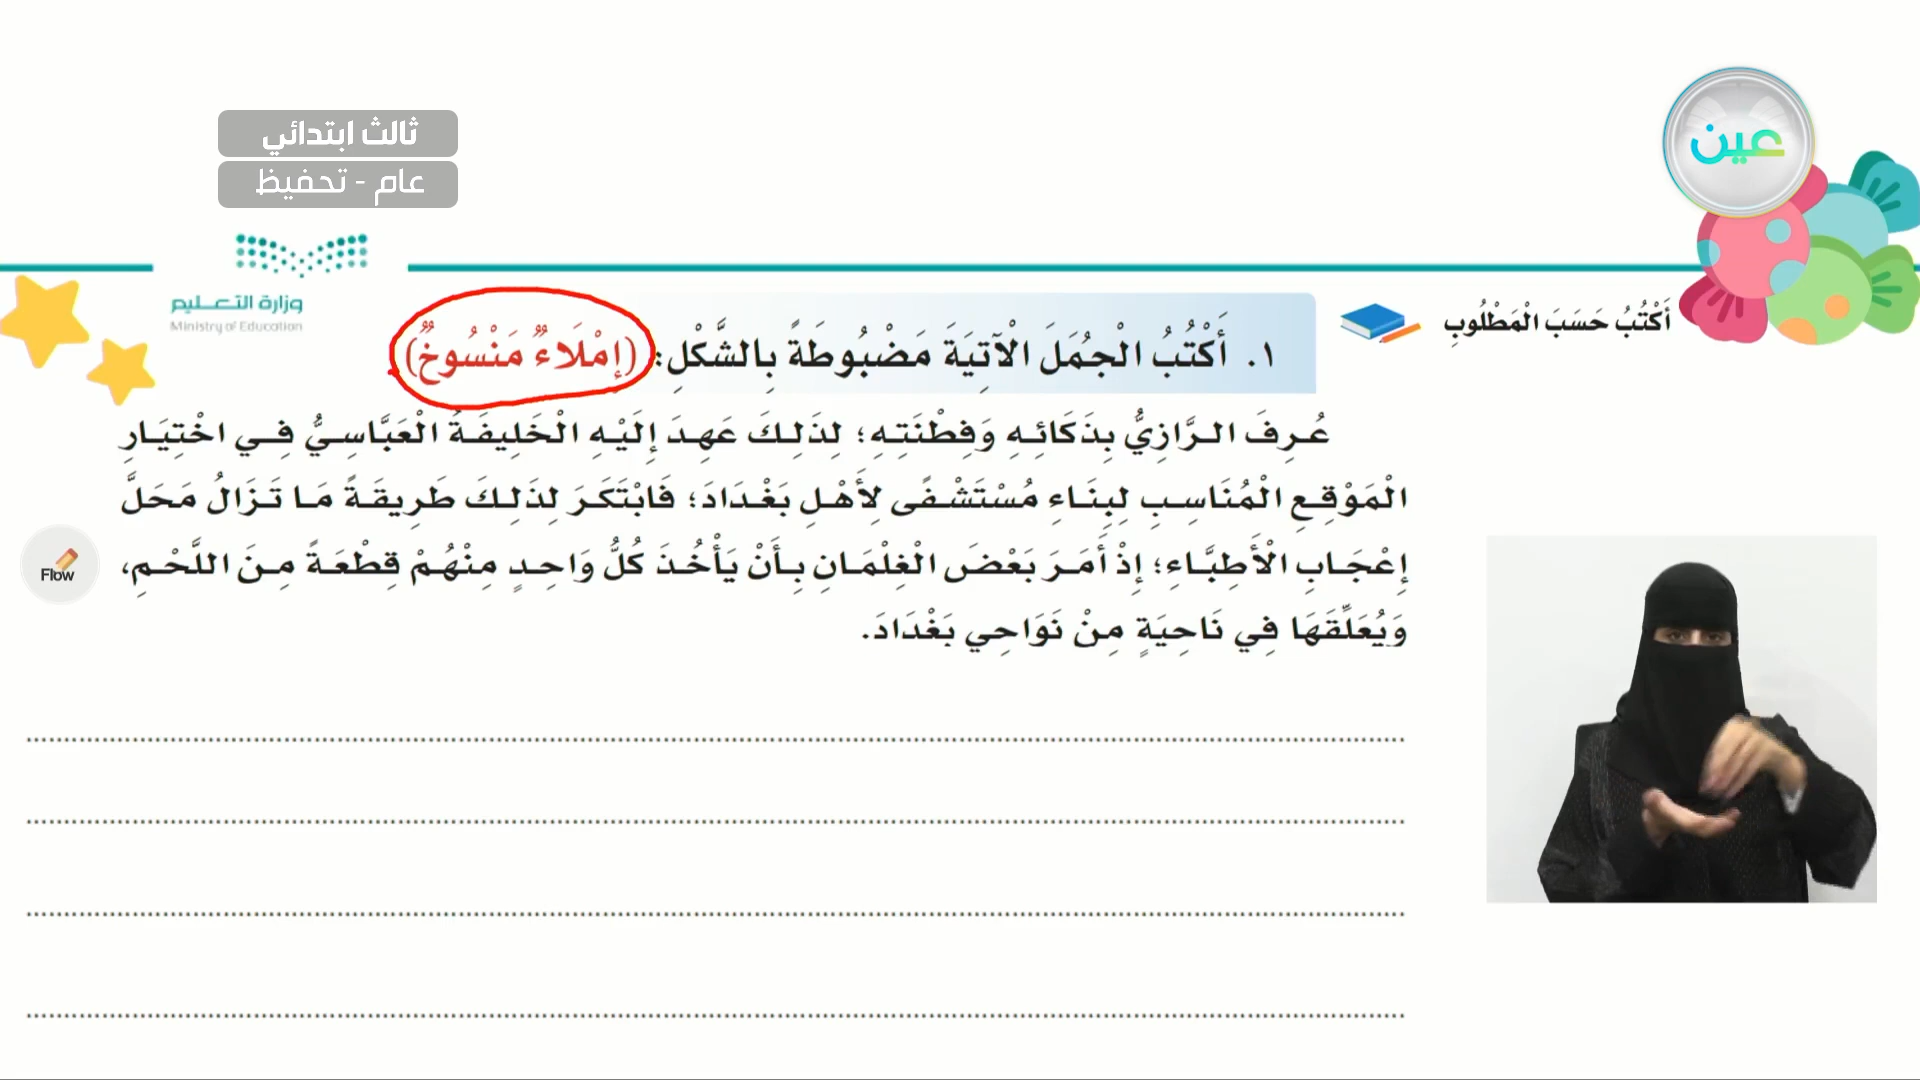 عين
ثالث ابتدائي
عام - تحفيظ
وزارة التعليم
Ministry of Education
أَكْتُبُ حَسَبَ الْمَطْلُوبِ
١. أَكْتُبُ الْجُمَلَ الْآتِيَةَ مَضْبُوطَةً بِالشَّكْلِ: (إِمْلَاءٌ مَنْسُوخٌ)
عُرِفَ الرَّازِيُّ بِذَكَائِهِ وَفِطْنَتِهِ؛ لِذَلِكَ عَهِدَ إِلَيْهِ الْخَلِيفَةُ الْعَبَّاسِيُّ فِي اخْتِيَارِ
الْمَوْقِعِ الْمُنَاسِبِ لِبِنَاءِ مُسْتَشْفًى لِأَهْلِ بَغْدَادَ؛ فَابْتَكَرَ لِذَلِكَ طَرِيقَةً مَا تَزَالُ مَحَلَّ
إِعْجَابِ الْأَطِبَّاءِ؛ إِذْ أَمَرَ بَعْضَ الْغِلْمَانِ بِأَنْ يَأْخُذَ كُلُّ وَاحِدٍ مِنْهُمْ قِطْعَةً مِنَ اللَّحْمِ،
وَيُعَلِّقَهَا فِي نَاحِيَةٍ مِنْ نَوَاحِي بَغْدَادَ.
Flow